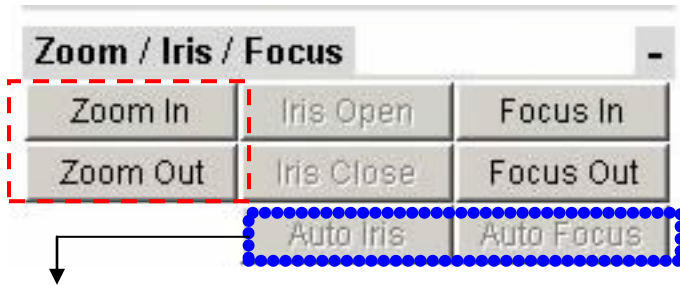 Zoom / Iris / Focus -
Zoom In Iris Open Focus In
Zoom Out Iris Close Focus Out
Auto Iris Auto Focus